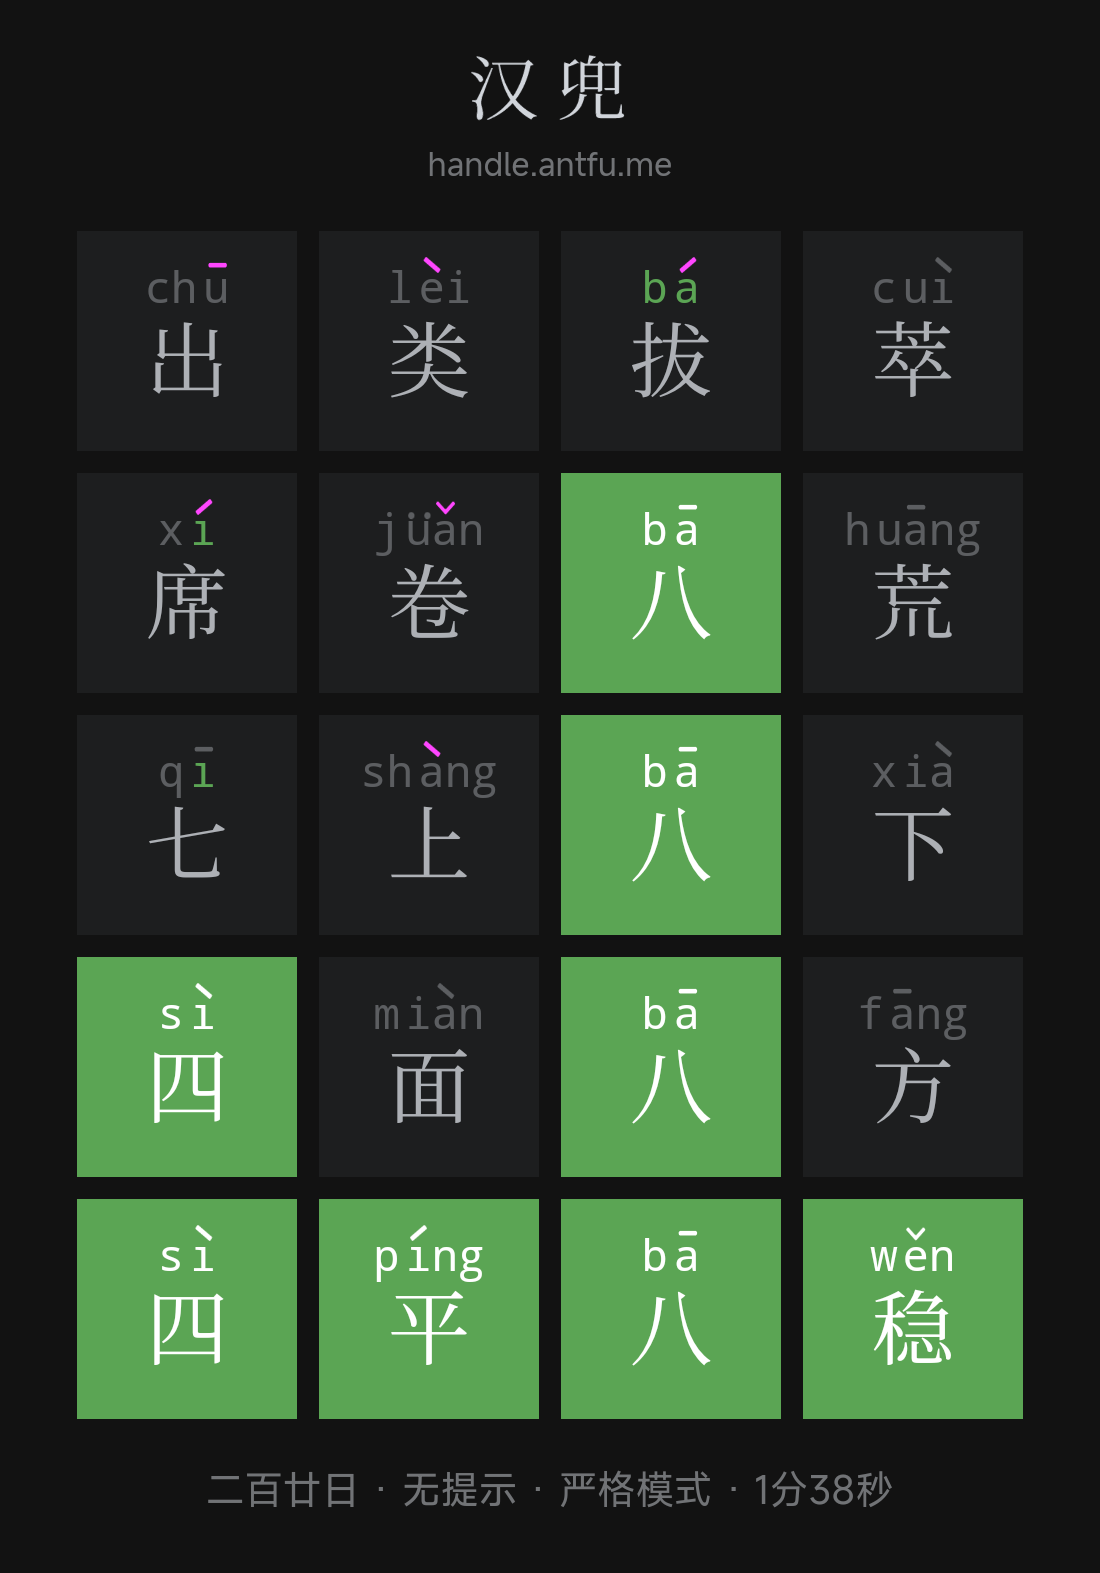 汉兜
handle.antfu.me
chū lèi bá cuì
出 类 拔 萃
xí jüǎn bā huāng
席 卷 八 荒
qī shàng bā xià
七 上 八 下
sì miàn bā fāng
四 面 八 方
sì píng bā wěn
四 平 八 稳
二百廿日 · 无提示 · 严格模式 · 1分38秒